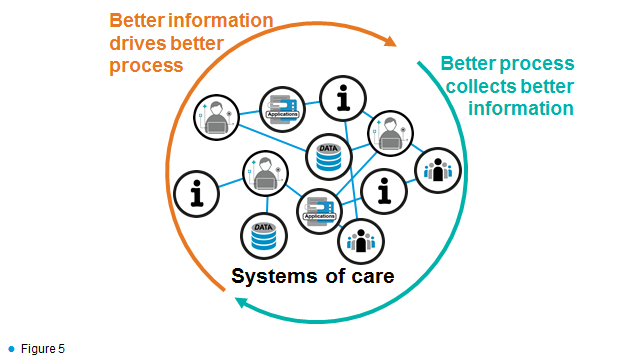 Better information
drives better
process
Better process
collects better
information
i
Applications
DATA
i
i
Applications
DATA
Systems of care
Figure 5